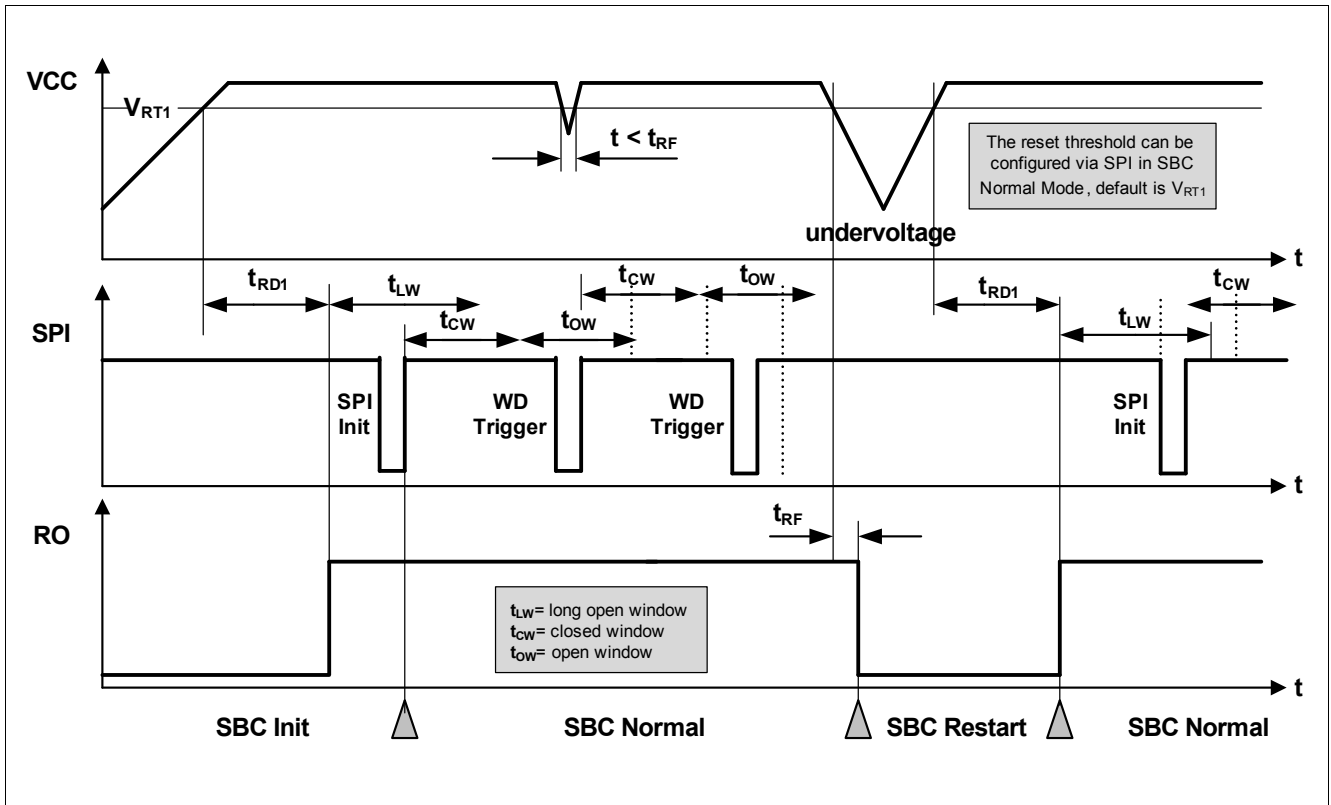 VCC
VRT1
t < tRF
The reset threshold can be
configured via SPI in SBC
Normal Mode, default is VRT1
undervoltage
t
tRD1
tLW
tCW
tOW
tCW
tOW
tRD1
tLW
tCW
SPI
SPI
Init
WD
Trigger
WD
Trigger
SPI
Init
t
RO
tRF
tLW= long open window
tCW= closed window
tOW= open window
t
SBC Init
SBC Normal
SBC Restart
SBC Normal